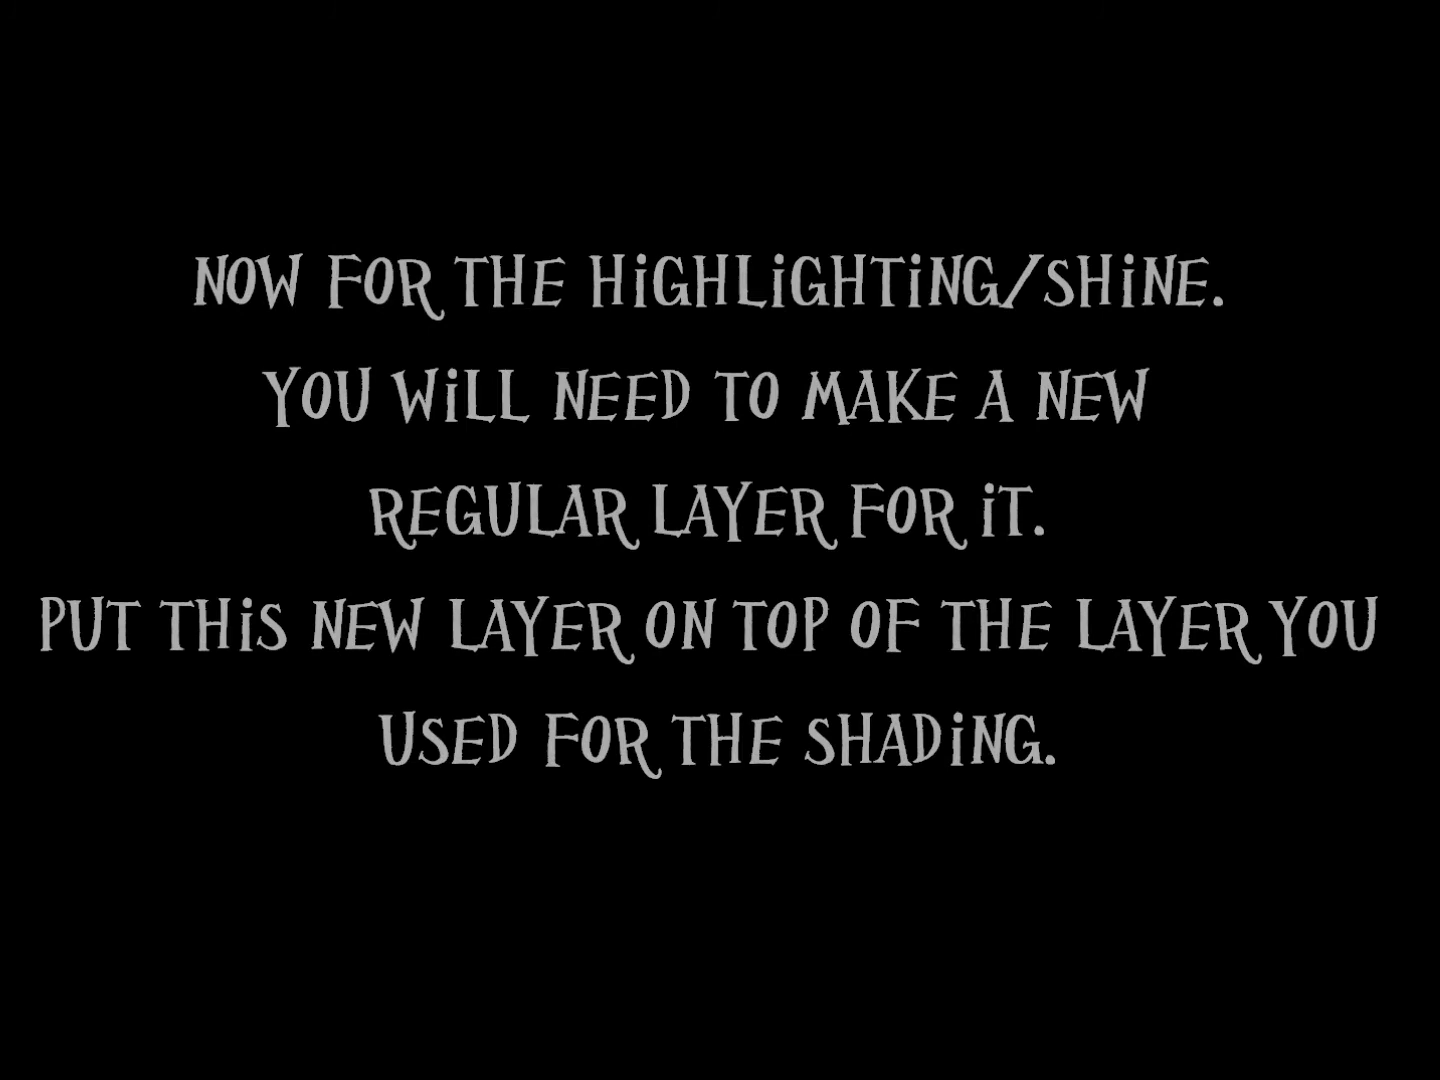 NOW FOR THE HiGHLiGHTiNG/SHiNE.
YOU WiLL NEED TO MAKE A NEW
REGULAR LAYER FOR iT.
PUT THiS NEW LAYER ON TOP OF THE LAYER YOU
USED FOR THE SHADiNG.